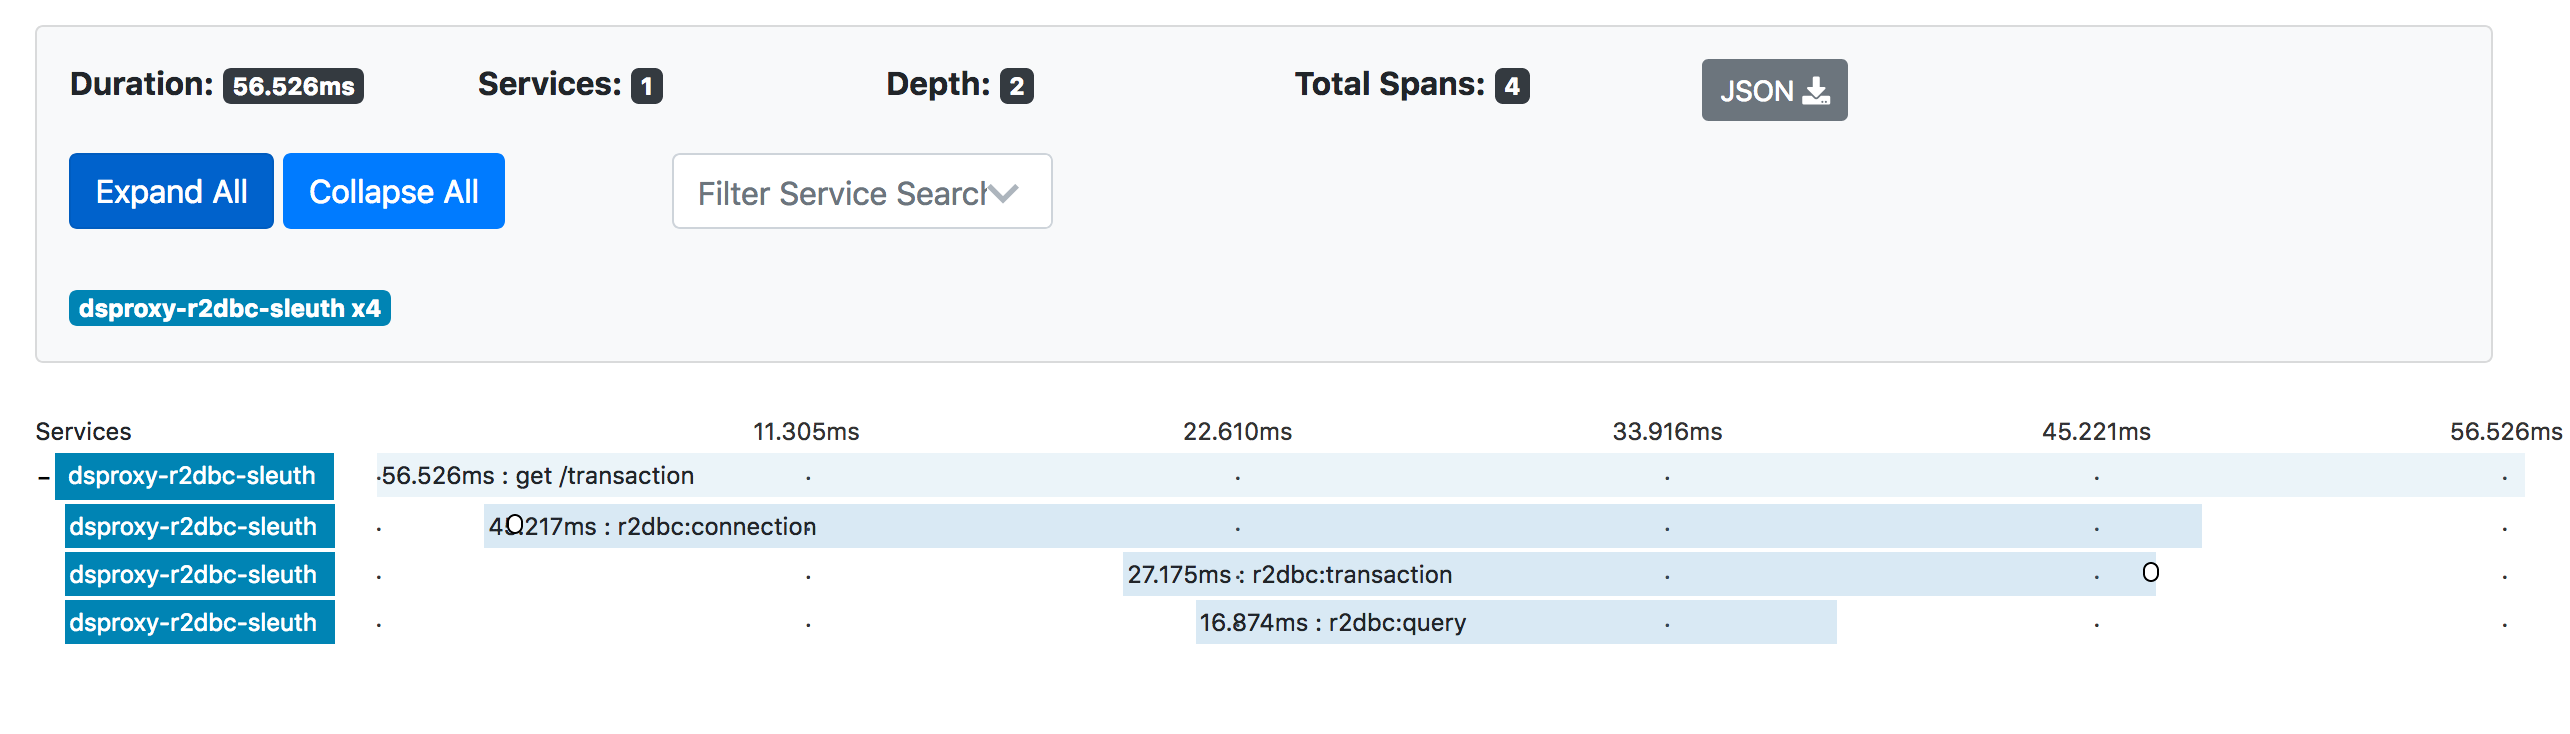 Duration: 56.526ms Services: 1 Depth: 2 Total Spans: 4 JSON
Expand All Collapse All Filter Service Search
dsproxy-r2dbc-sleuth x4
Services 11.305ms 22.610ms 33.916ms 45.221ms 56.526ms
- dsproxy-r2dbc-sleuth 56.526ms : get /transaction
dsproxy-r2dbc-sleuth 45.217ms : r2dbc:connection
dsproxy-r2dbc-sleuth 27.175ms : r2dbc:transaction
dsproxy-r2dbc-sleuth 16.874ms : r2dbc:query